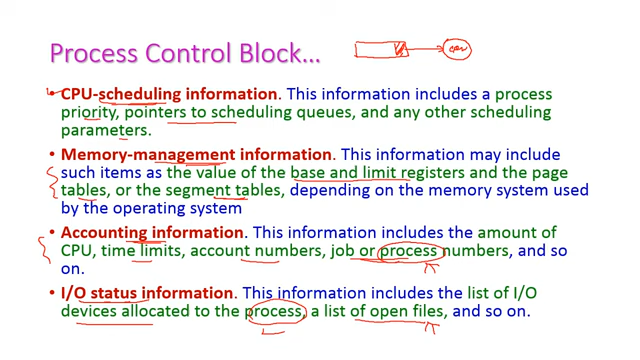 Process Control Block...
CPU
• CPU-scheduling information. This information includes a process
priority, pointers to scheduling queues, and any other scheduling
parameters.
• Memory-management information. This information may include
such items as the value of the base and limit registers and the page
tables, or the segment tables, depending on the memory system used
by the operating system
• Accounting information. This information includes the amount of
CPU, time limits, account numbers, job or process numbers, and so
on.
• I/O status information. This information includes the list of I/O
devices allocated to the process, a list of open files, and so on.